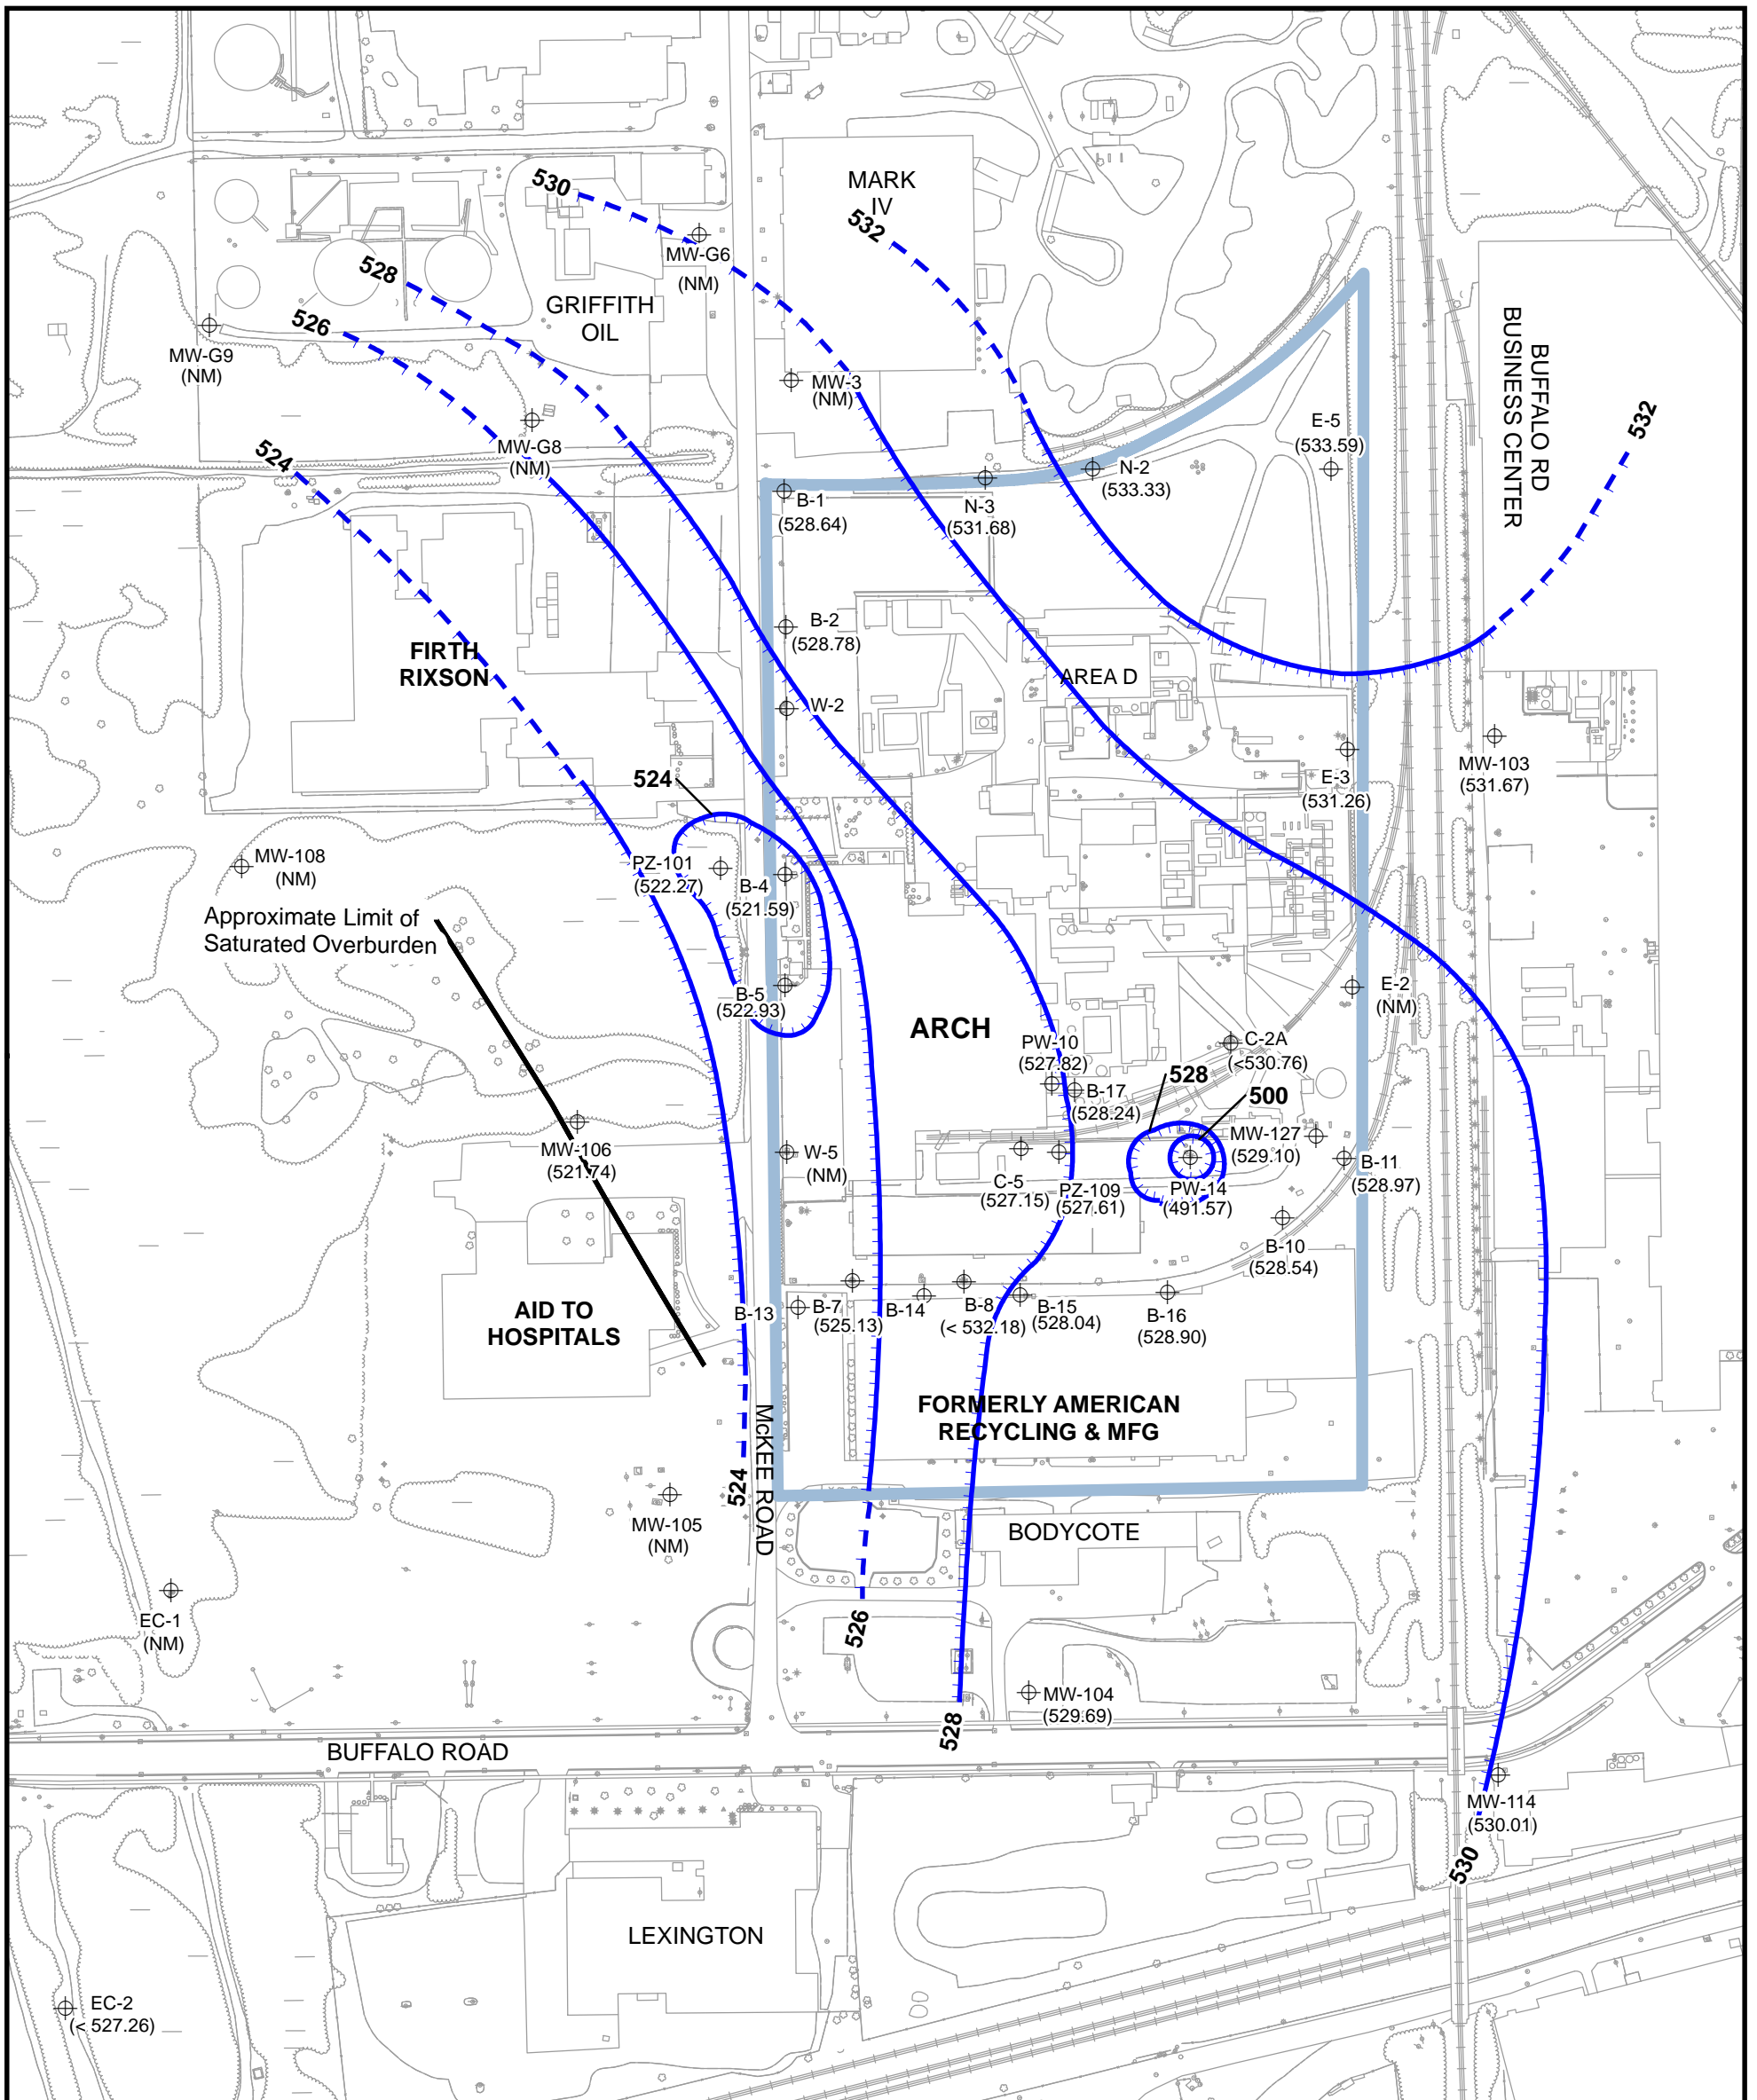 MARK
IV
530
532
MW-G6
(NM)
528
GRIFFITH
OIL
526
MW-G9
(NM)
MW-3
(NM)
BUFFALO RD
BUSINESS CENTER
532
E-5
(533.59)
MW-G8
(NM)
524
N-2
(533.33)
B-1
(528.64)
N-3
(531.68)
B-2
(528.78)
FIRTH
RIXSON
AREA D
W-2
524
E-3
(531.26)
MW-103
(531.67)
MW-108
(NM)
PZ-101
(522.27)
B-4
(521.59)
Approximate Limit of
Saturated Overburden
B-5
(522.93)
E-2
(NM)
ARCH
PW-10
(527.82)
C-2A
(<530.76)
528
B-17
(528.24)
500
MW-127
(529.10)
MW-106
(521.74)
W-5
(NM)
B-11
(528.97)
C-5
(527.15)
PZ-109
(527.61)
PW-14
(491.57)
B-10
(528.54)
AID TO
HOSPITALS
B-13
B-7
(525.13)
B-14
B-8
(< 532.18)
B-15
(528.04)
B-16
(528.90)
FORMERLY AMERICAN
RECYCLING & MFG
McKEE ROAD
524
MW-105
(NM)
BODYCOTE
EC-1
(NM)
526
MW-104
(529.69)
528
BUFFALO ROAD
MW-114
(530.01)
530
LEXINGTON
EC-2
(< 527.26)